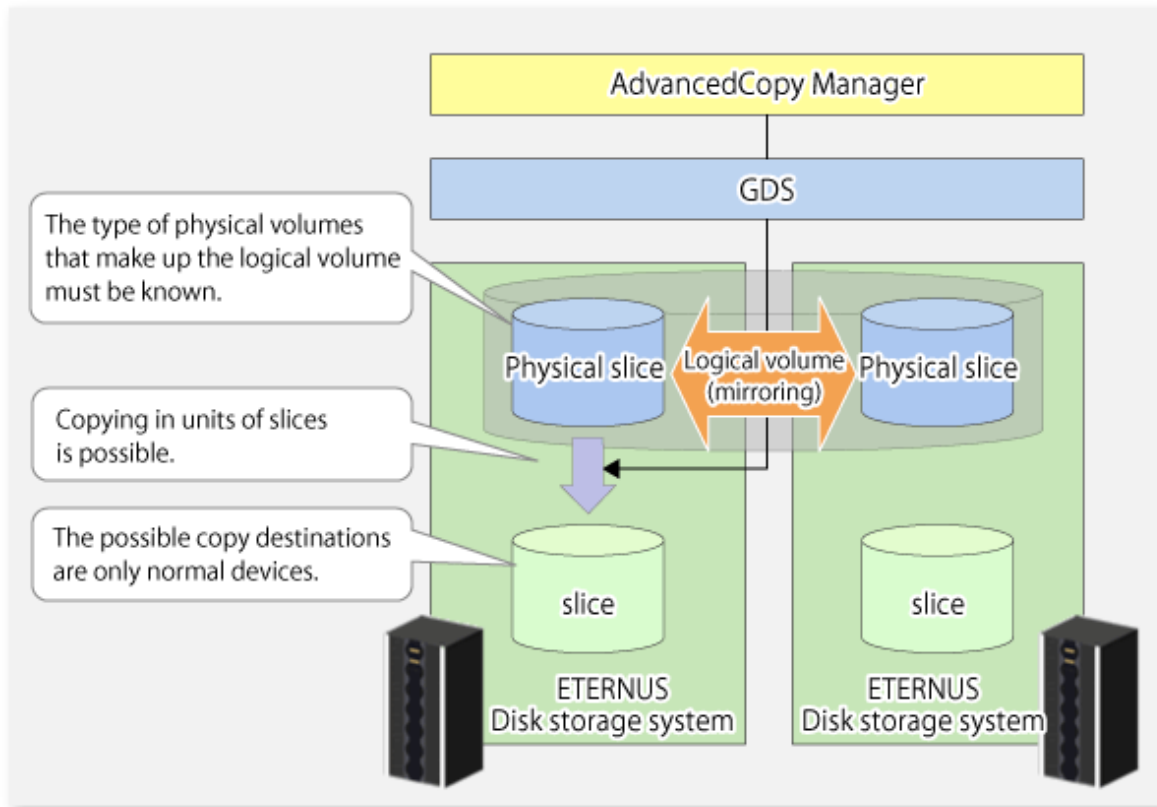 AdvancedCopy Manager
GDS
The type of physical volumes
that make up the logical volume
must be known.
Physical slice
Logical volume
(mirroring)
Physical slice
Copying in units of slices
is possible.
The possible copy destinations
are only normal devices.
slice
slice
ETERNUS
Disk storage system
ETERNUS
Disk storage system